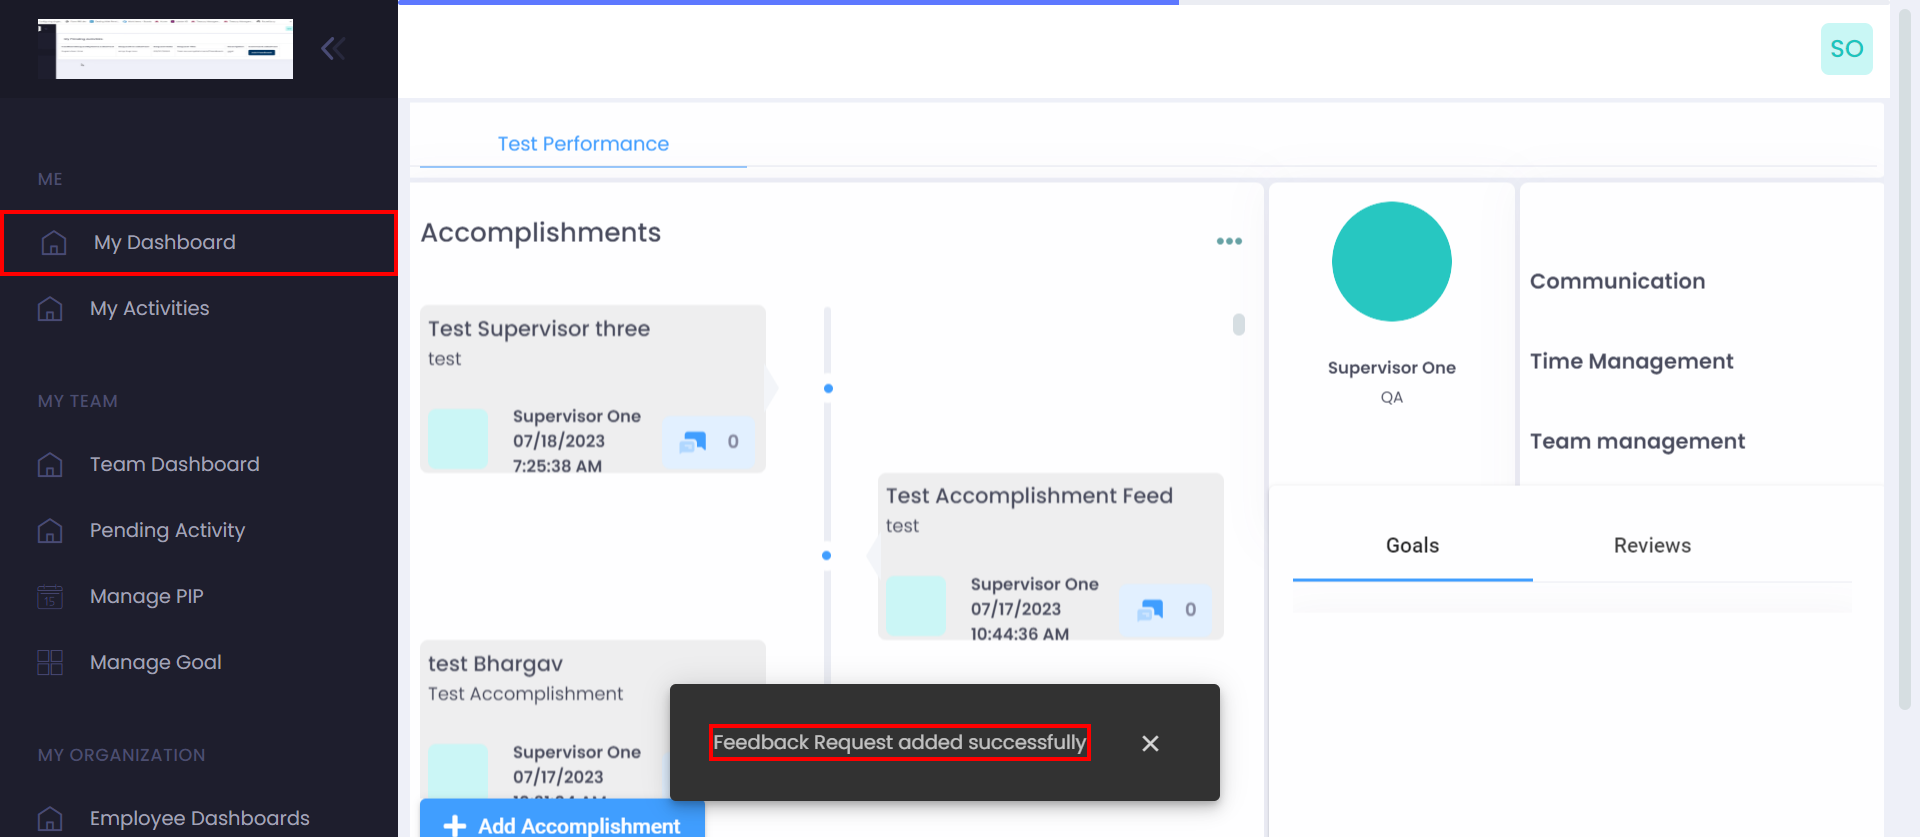 ME
My Dashboard
My Activities
MY TEAM
Team Dashboard
Pending Activity
15
Manage PIP
Manage Goal
MY ORGANIZATION
Employee Dashboards
SO
Test Performance
Accomplishments
Test Supervisor three
test
Supervisor One
07/18/2023
7:25:38 AM
0
Test Accomplishment Feed
test
Supervisor One
07/17/2023
10:44:36 AM
0
test Bhargav
Test Accomplishment
Supervisor One
07/17/2023
Feedback Request added successfully
Add Accomplishment
Supervisor One
QA
Communication
Time Management
Team management
Goals
Reviews